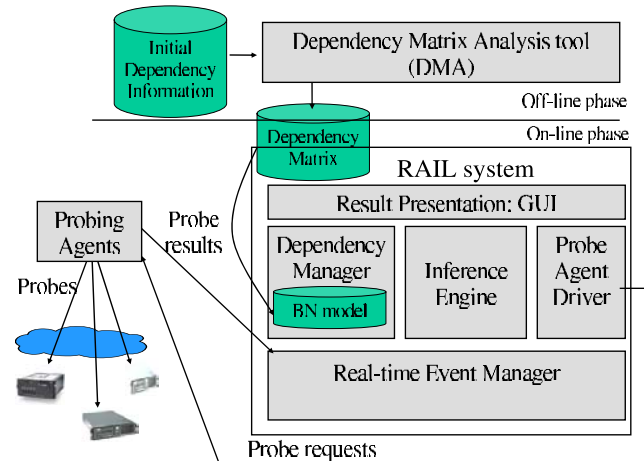 Initial
Dependency
Information
Dependency Matrix Analysis tool
(DMA)
Off-line phase
On-line phase
Dependency
Matrix
RAIL system
Result Presentation: GUI
Probing
Agents
Probe
results
Dependency
Manager
BN model
Inference
Engine
Probe
Agent
Driver
Probes
Real-time Event Manager
Probe requests